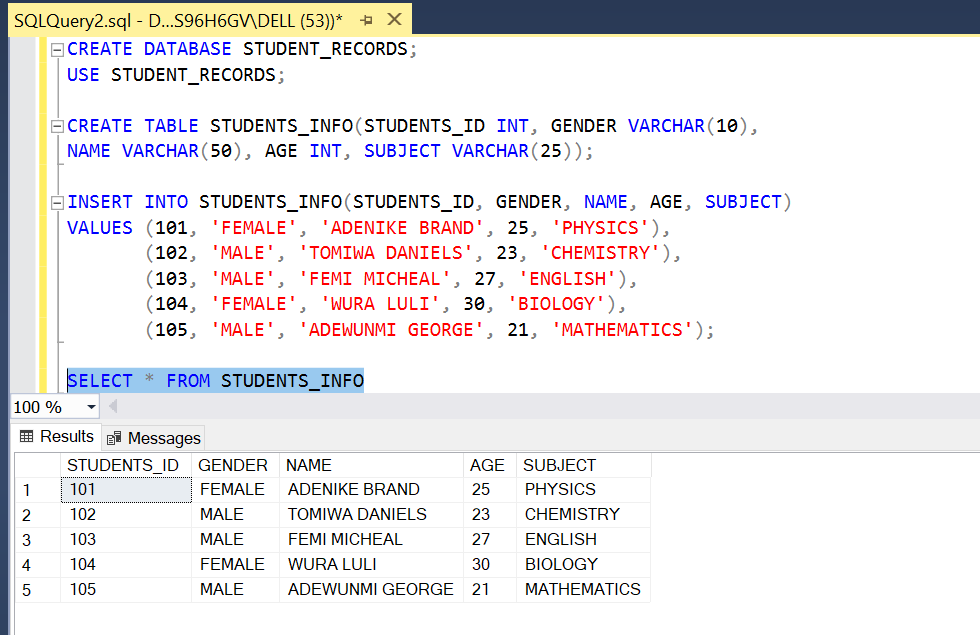 SQLQuery2.sql - D...S96H6GV\DELL (53))*
CREATE DATABASE STUDENT_RECORDS;
USE STUDENT_RECORDS;
CREATE TABLE STUDENTS_INFO(STUDENTS_ID INT, GENDER VARCHAR(10),
NAME VARCHAR(50), AGE INT, SUBJECT VARCHAR(25));
INSERT INTO STUDENTS_INFO(STUDENTS_ID, GENDER, NAME, AGE, SUBJECT)
VALUES (101, 'FEMALE', 'ADENIKE BRAND', 25, 'PHYSICS'),
(102, 'MALE', 'TOMIWA DANIELS', 23, 'CHEMISTRY'),
(103, 'MALE', 'FEMI MICHEAL', 27, 'ENGLISH'),
(104, 'FEMALE', 'WURA LULI', 30, 'BIOLOGY'),
(105, 'MALE', 'ADEWUNMI GEORGE', 21, 'MATHEMATICS');
SELECT * FROM STUDENTS_INFO
100 %
Results Messages
STUDENTS_ID GENDER NAME AGE SUBJECT
1 101 FEMALE ADENIKE BRAND 25 PHYSICS
2 102 MALE TOMIWA DANIELS 23 CHEMISTRY
3 103 MALE FEMI MICHEAL 27 ENGLISH
4 104 FEMALE WURA LULI 30 BIOLOGY
5 105 MALE ADEWUNMI GEORGE 21 MATHEMATICS